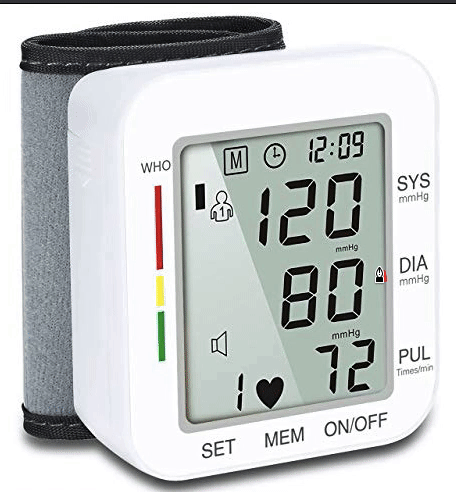 M 12:09
WHO
1
120
SYS
mmHg
mmHg
80
DIA
mmHg
mmHg
1 72
PUL
Times/min
SET MEM ON/OFF